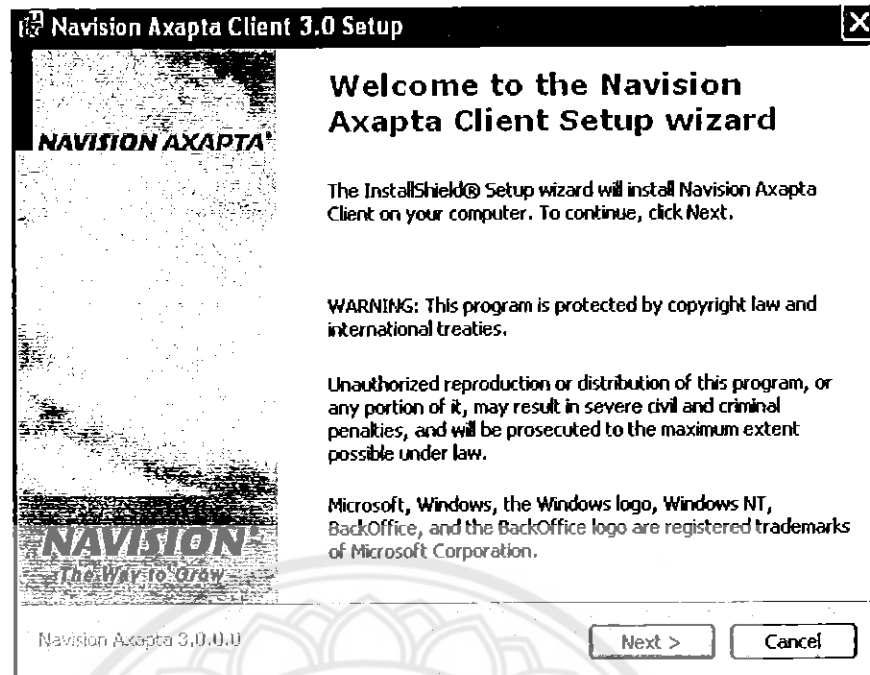 Navision Axapta Client 3.0 Setup
NAVISION AXAPTA
Welcome to the Navision
Axapta Client Setup wizard
The InstallShield® Setup wizard will install Navision Axapta
Client on your computer. To continue, click Next.
WARNING: This program is protected by copyright law and
international treaties.
Unauthorized reproduction or distribution of this program, or
any portion of it, may result in severe civil and criminal
penalties, and will be prosecuted to the maximum extent
possible under law.
Microsoft, Windows, the Windows logo, Windows NT,
BackOffice, and the BackOffice logo are registered trademarks
of Microsoft Corporation.
NAVISION
The Way to Grow
Navision Axapta 3.0.0.0
Next >
Cancel